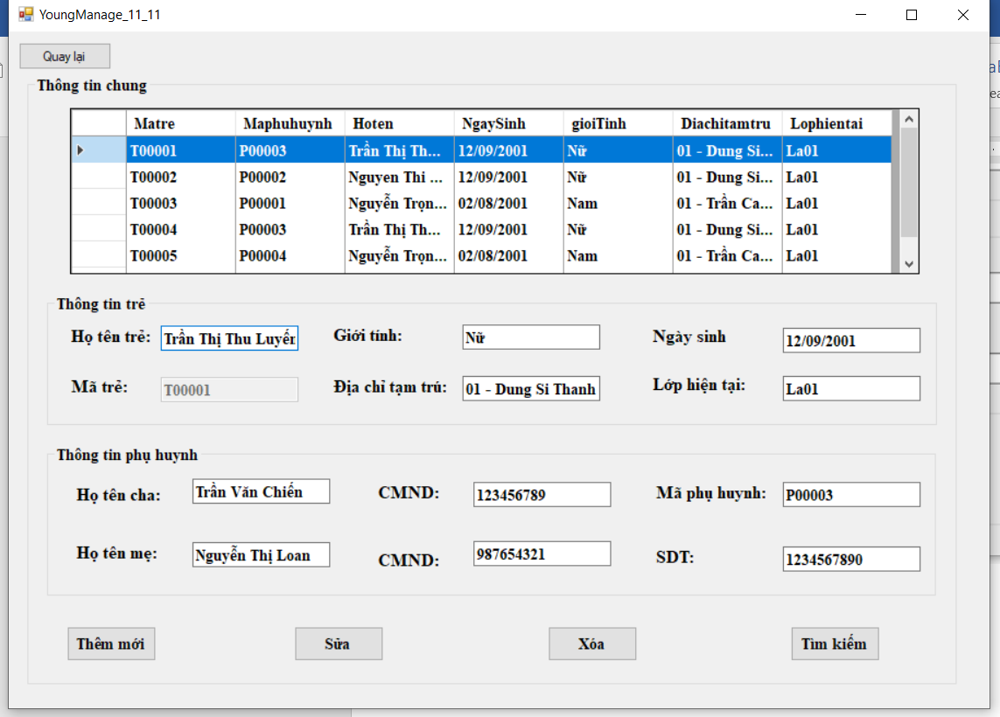 YoungManage_11_11
Quay lại
Thông tin chung
Matre Maphuhuynh Hoten NgaySinh gioiTinh Diachitamtru Lophientai
T00001 P00003 Trần Thị Th... 12/09/2001 Nữ 01 - Dung Si... La01
T00002 P00002 Nguyen Thi ... 12/09/2001 Nữ 01 - Dung Si... La01
T00003 P00001 Nguyễn Trọn... 02/08/2001 Nam 01 - Trần Ca... La01
T00004 P00003 Trần Thị Th... 12/09/2001 Nữ 01 - Dung Si... La01
T00005 P00004 Nguyễn Trọn... 02/08/2001 Nam 01 - Trần Ca... La01
Thông tin trẻ
Họ tên trẻ: Trần Thị Thu Giới tính: Nữ Ngày sinh 12/09/2001
Mã trẻ: T00001 Địa chỉ tạm trú: 01 - Dung Si Thanh Lớp hiện tại: La01
Thông tin phụ huynh
Họ tên cha: Trần Văn Chiến CMND: 123456789 Mã phụ huynh: P00003
Họ tên mẹ: Nguyễn Thị Loan CMND: 987654321 SDT: 1234567890
Thêm mới Sửa Xóa Tìm kiếm